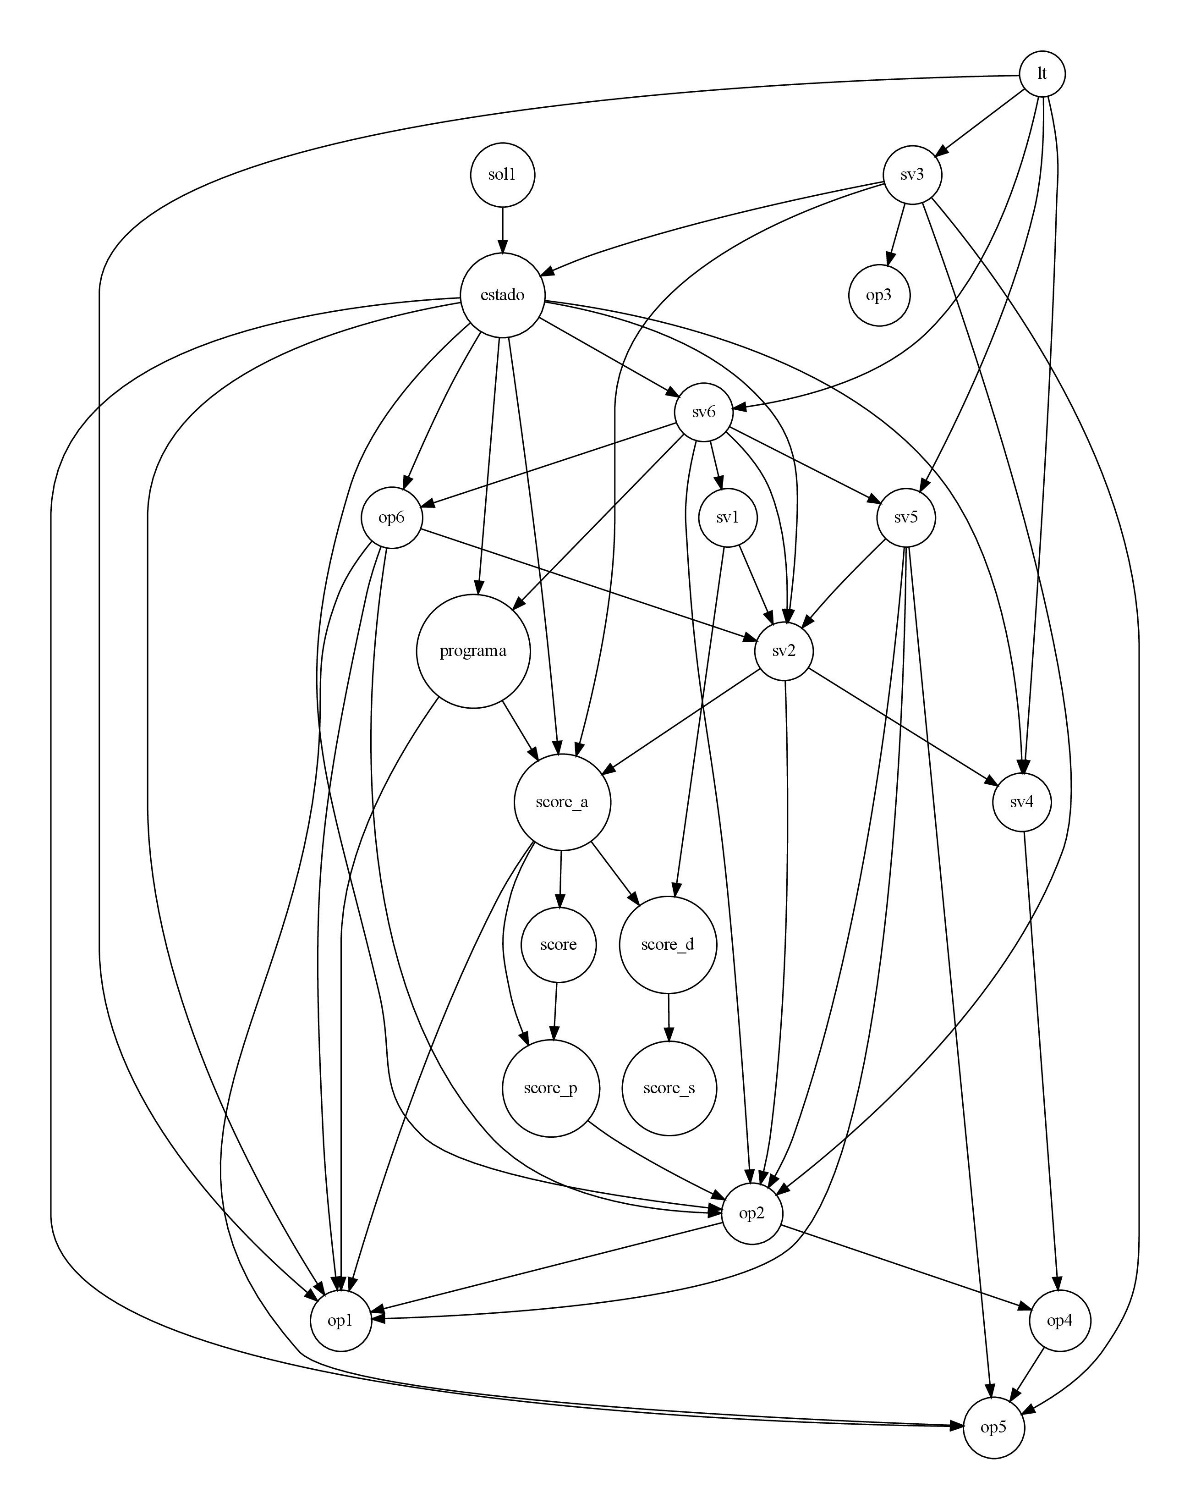 lt
sol1
sv3
estado
op3
sv6
op6
sv1
sv5
programa
sv2
score_a
sv4
score
score_d
score_p
score_s
op2
op1
op4
op5